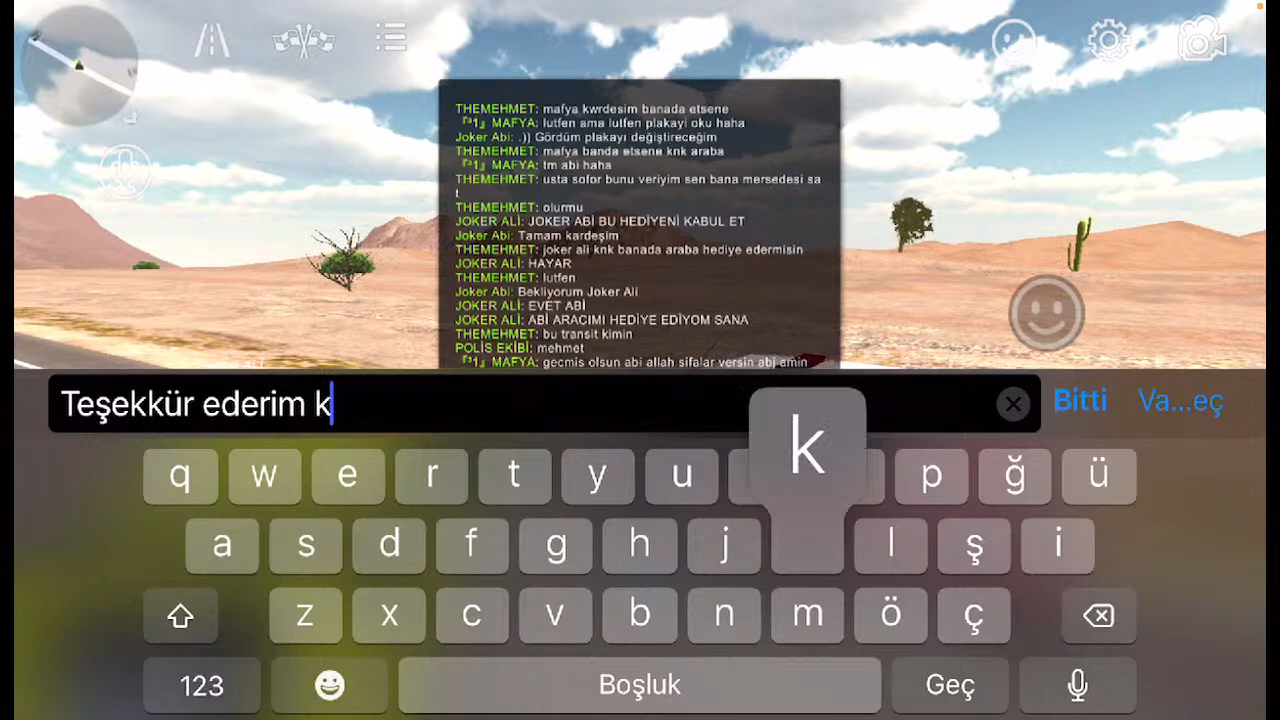 THEMEHMET: mafya kwrdesim banada etsene
『³1』 MAFYA: lutfen ama lutfen plakayi oku haha
Joker Abi: .)) Gördüm plakayı değiştireceğim
THEMEHMET: mafya banda etsene knk araba
『³1』 MAFYA: tm abi haha
THEMEHMET: usta sofor bunu veriyim sen bana mersedesi sa
t
THEMEHMET: olurmu
JOKER ALİ: JOKER ABİ BU HEDİYENİ KABUL ET
Joker Abi: Tamam kardeşim
THEMEHMET: joker ali knk banada araba hediye edermisin
JOKER ALİ: HAYAR
THEMEHMET: lutfen
Joker Abi: Bekliyorum Joker Ali
JOKER ALİ: EVET ABİ
JOKER ALİ: ABİ ARACIMI HEDİYE EDİYOM SANA
THEMEHMET: bu transit kimin
POLİS EKİBİ: mehmet
『³1』 MAFYA: gecmis olsun abi allah sifalar versin abj amin
Teşekkür ederim k
Bitti Va...eç
k
q w e r t y u p ğ ü
a s d f g h j l ş i
z x c v b n m ö ç
123 Boşluk Geç